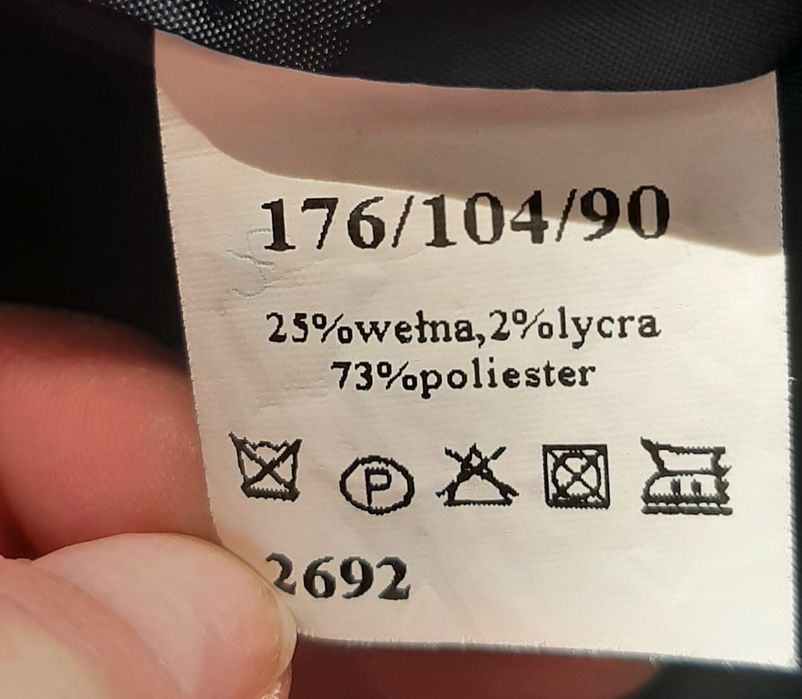 176/104/90
25%wełna,2%lycra
73%poliester
P
2692